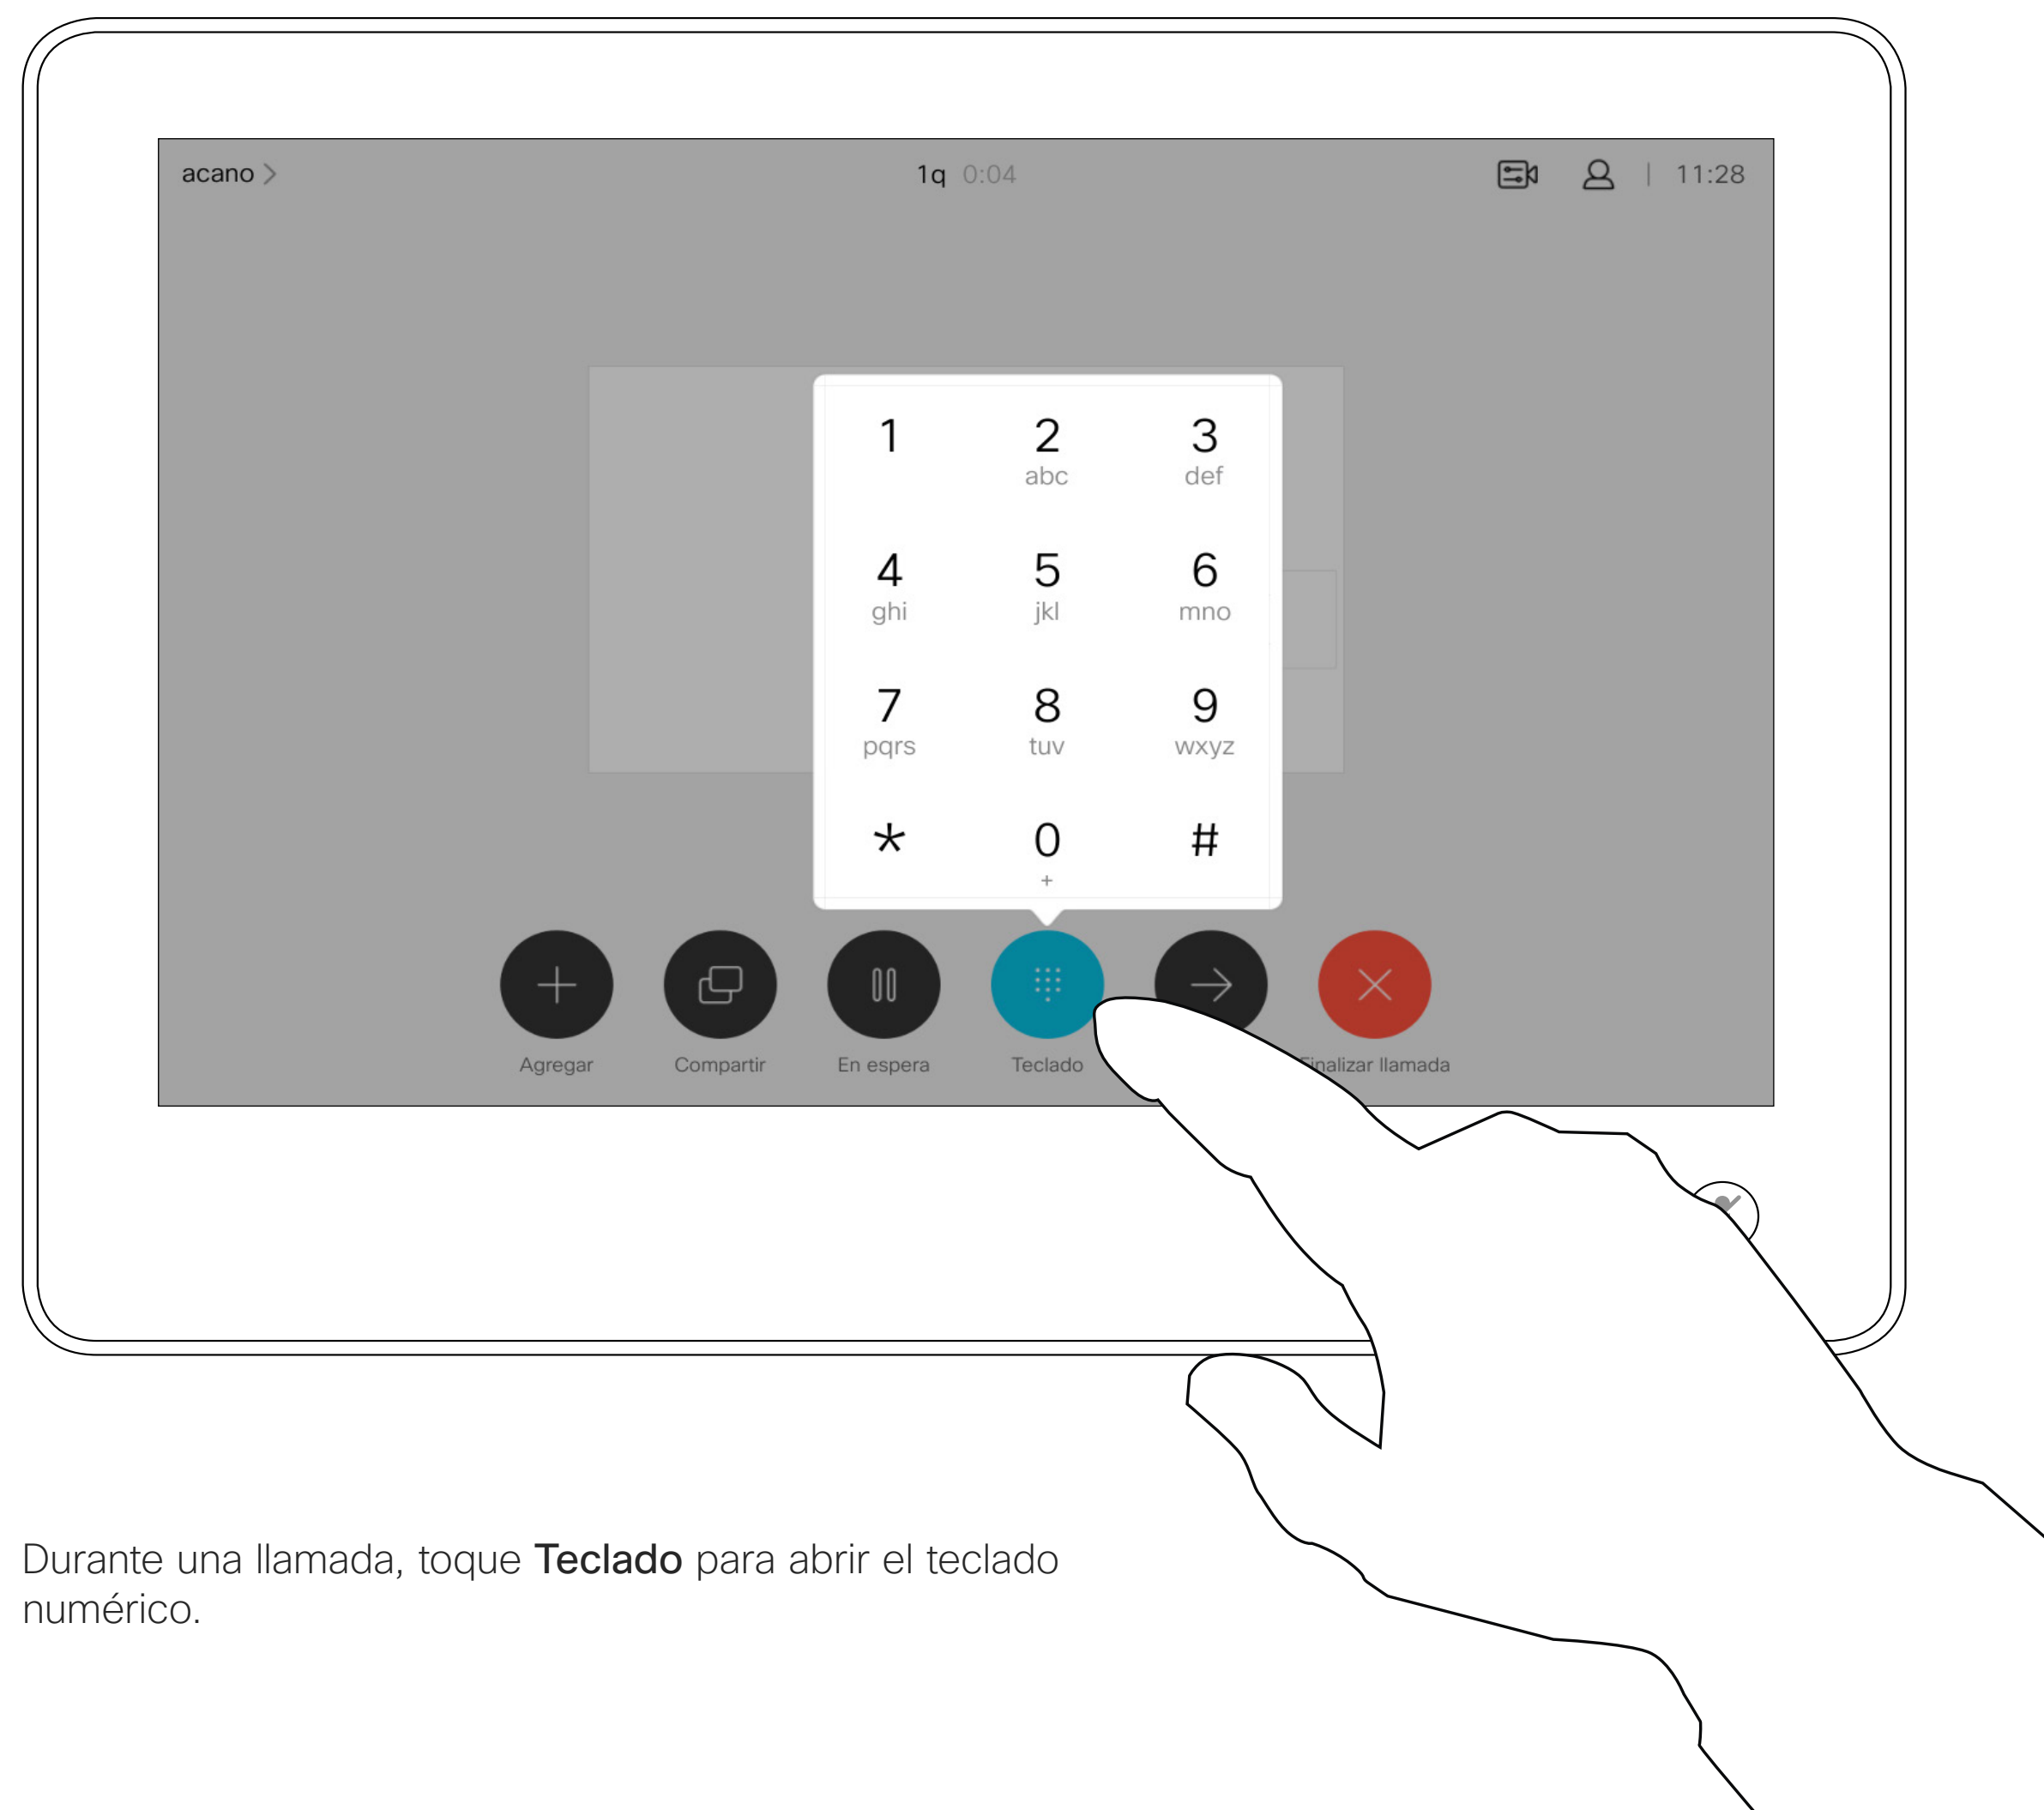 acano
1q 0:04
11:28
1 2 3
abc def
4 5 6
ghi jkl mno
7 8 9
pqrs tuv wxyz
* 0 #
+
Agregar Compartir En espera Teclado Finalizar llamada
Durante una llamada, toque Teclado para abrir el teclado
numérico.